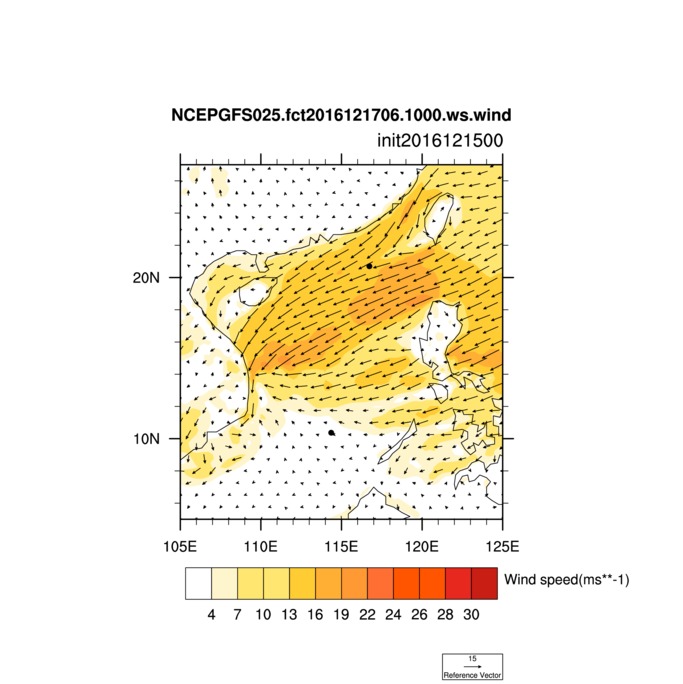 NCEPGFS025.fct2016121706.1000.ws.wind
init2016121500
20N
10N
105E 110E 115E 120E 125E
Wind speed(ms**-1)
4 7 10 13 16 19 22 24 26 28 30
15
Reference Vector